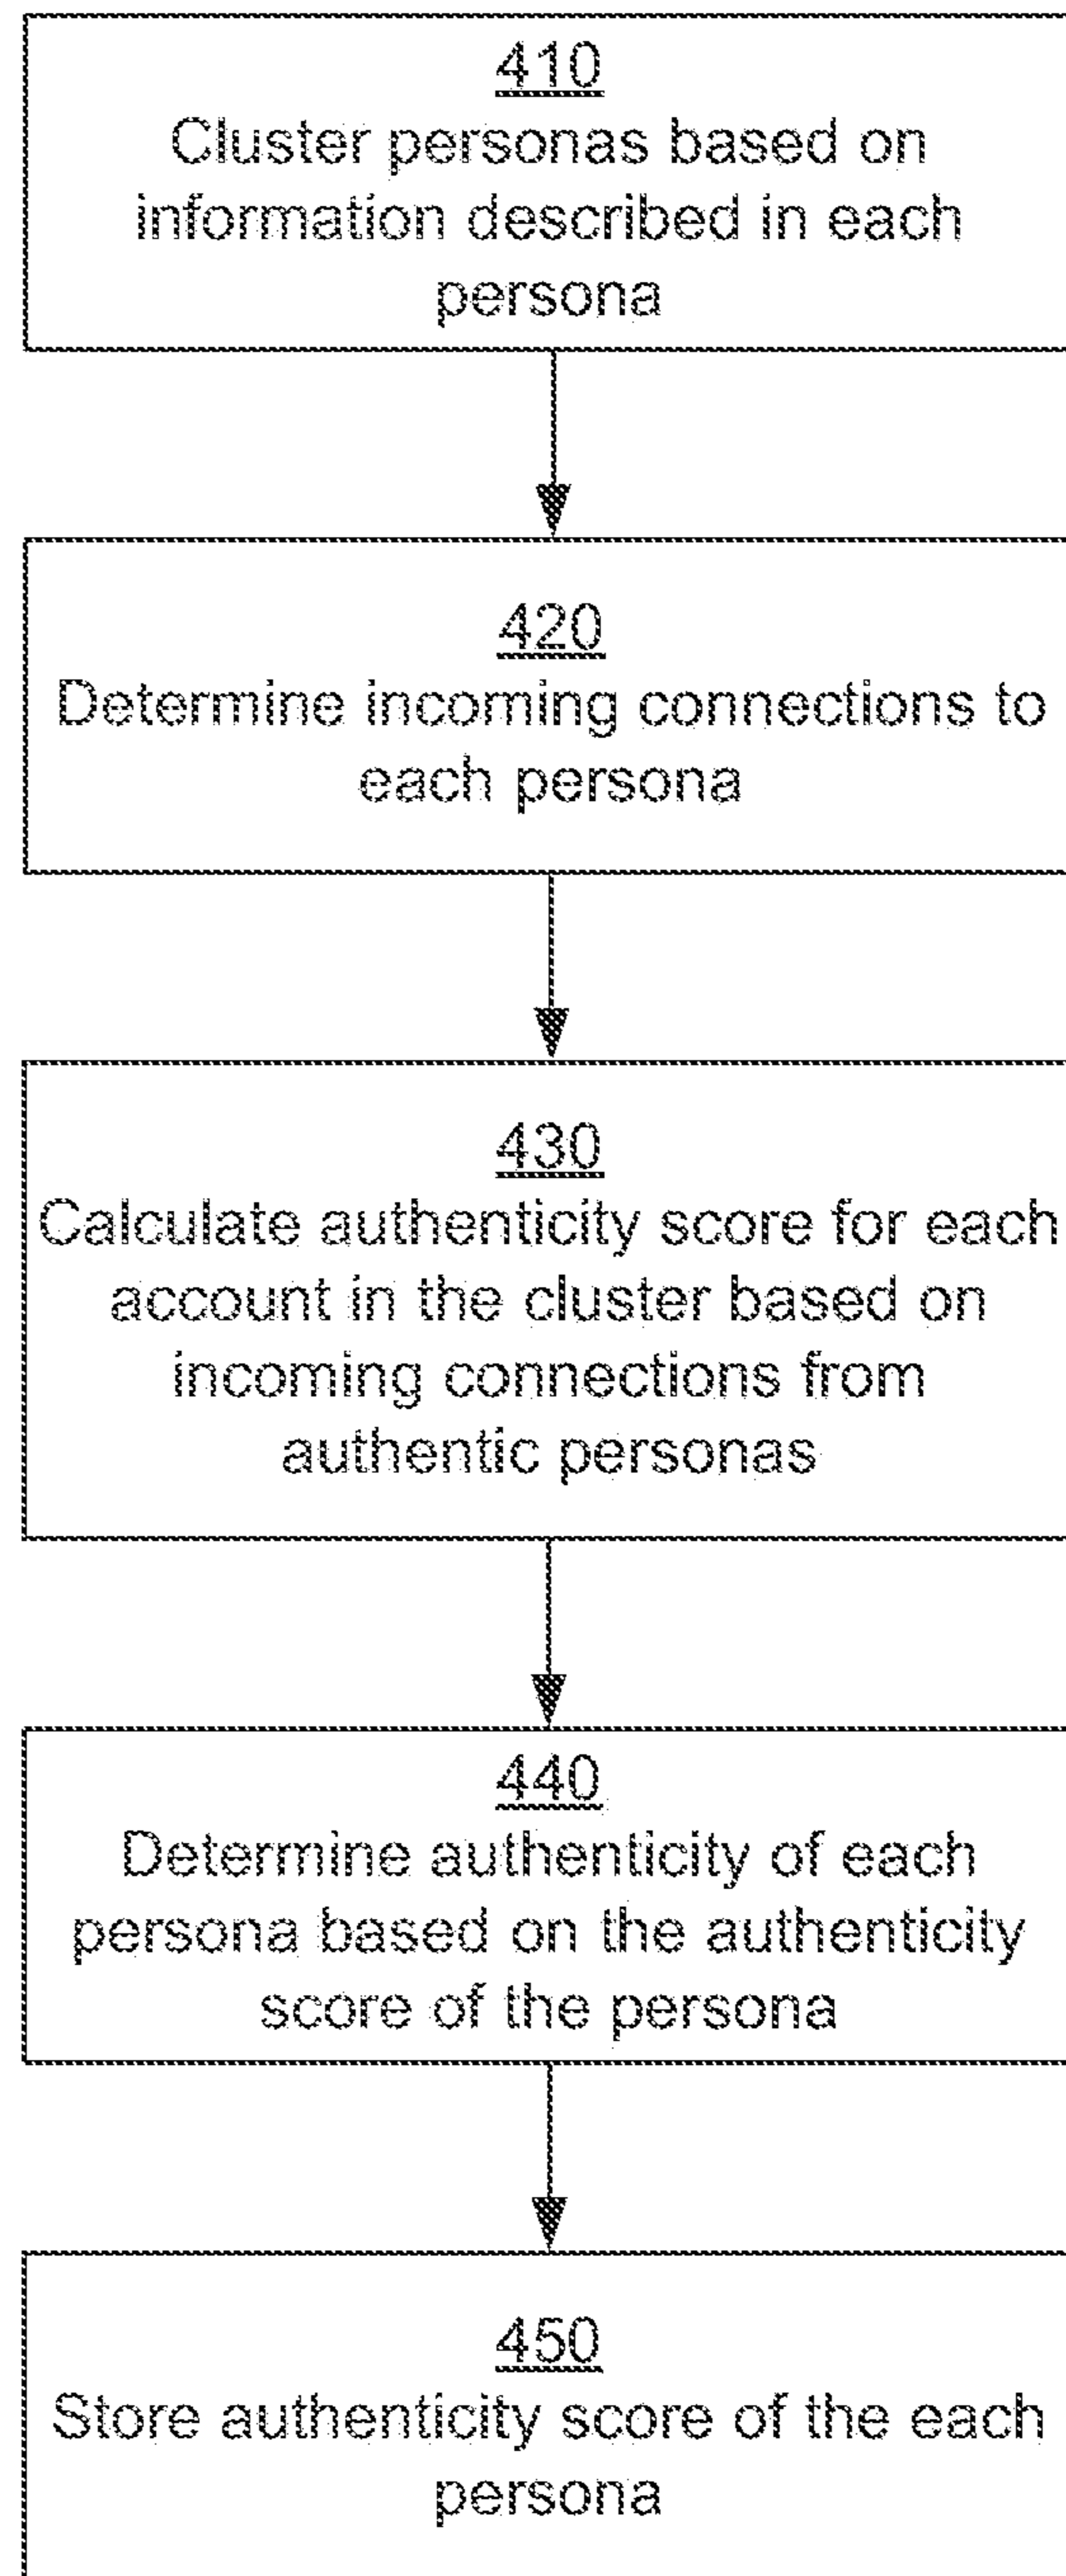 410
Cluster personas based on
information described in each
persona
420
Determine incoming connections to
each persona
430
Calculate authenticity score for each
account in the cluster based on
incoming connections from
authentic personas
440
Determine authenticity of each
persona based on the authenticity
score of the persona
450
Store authenticity score of the each
persona